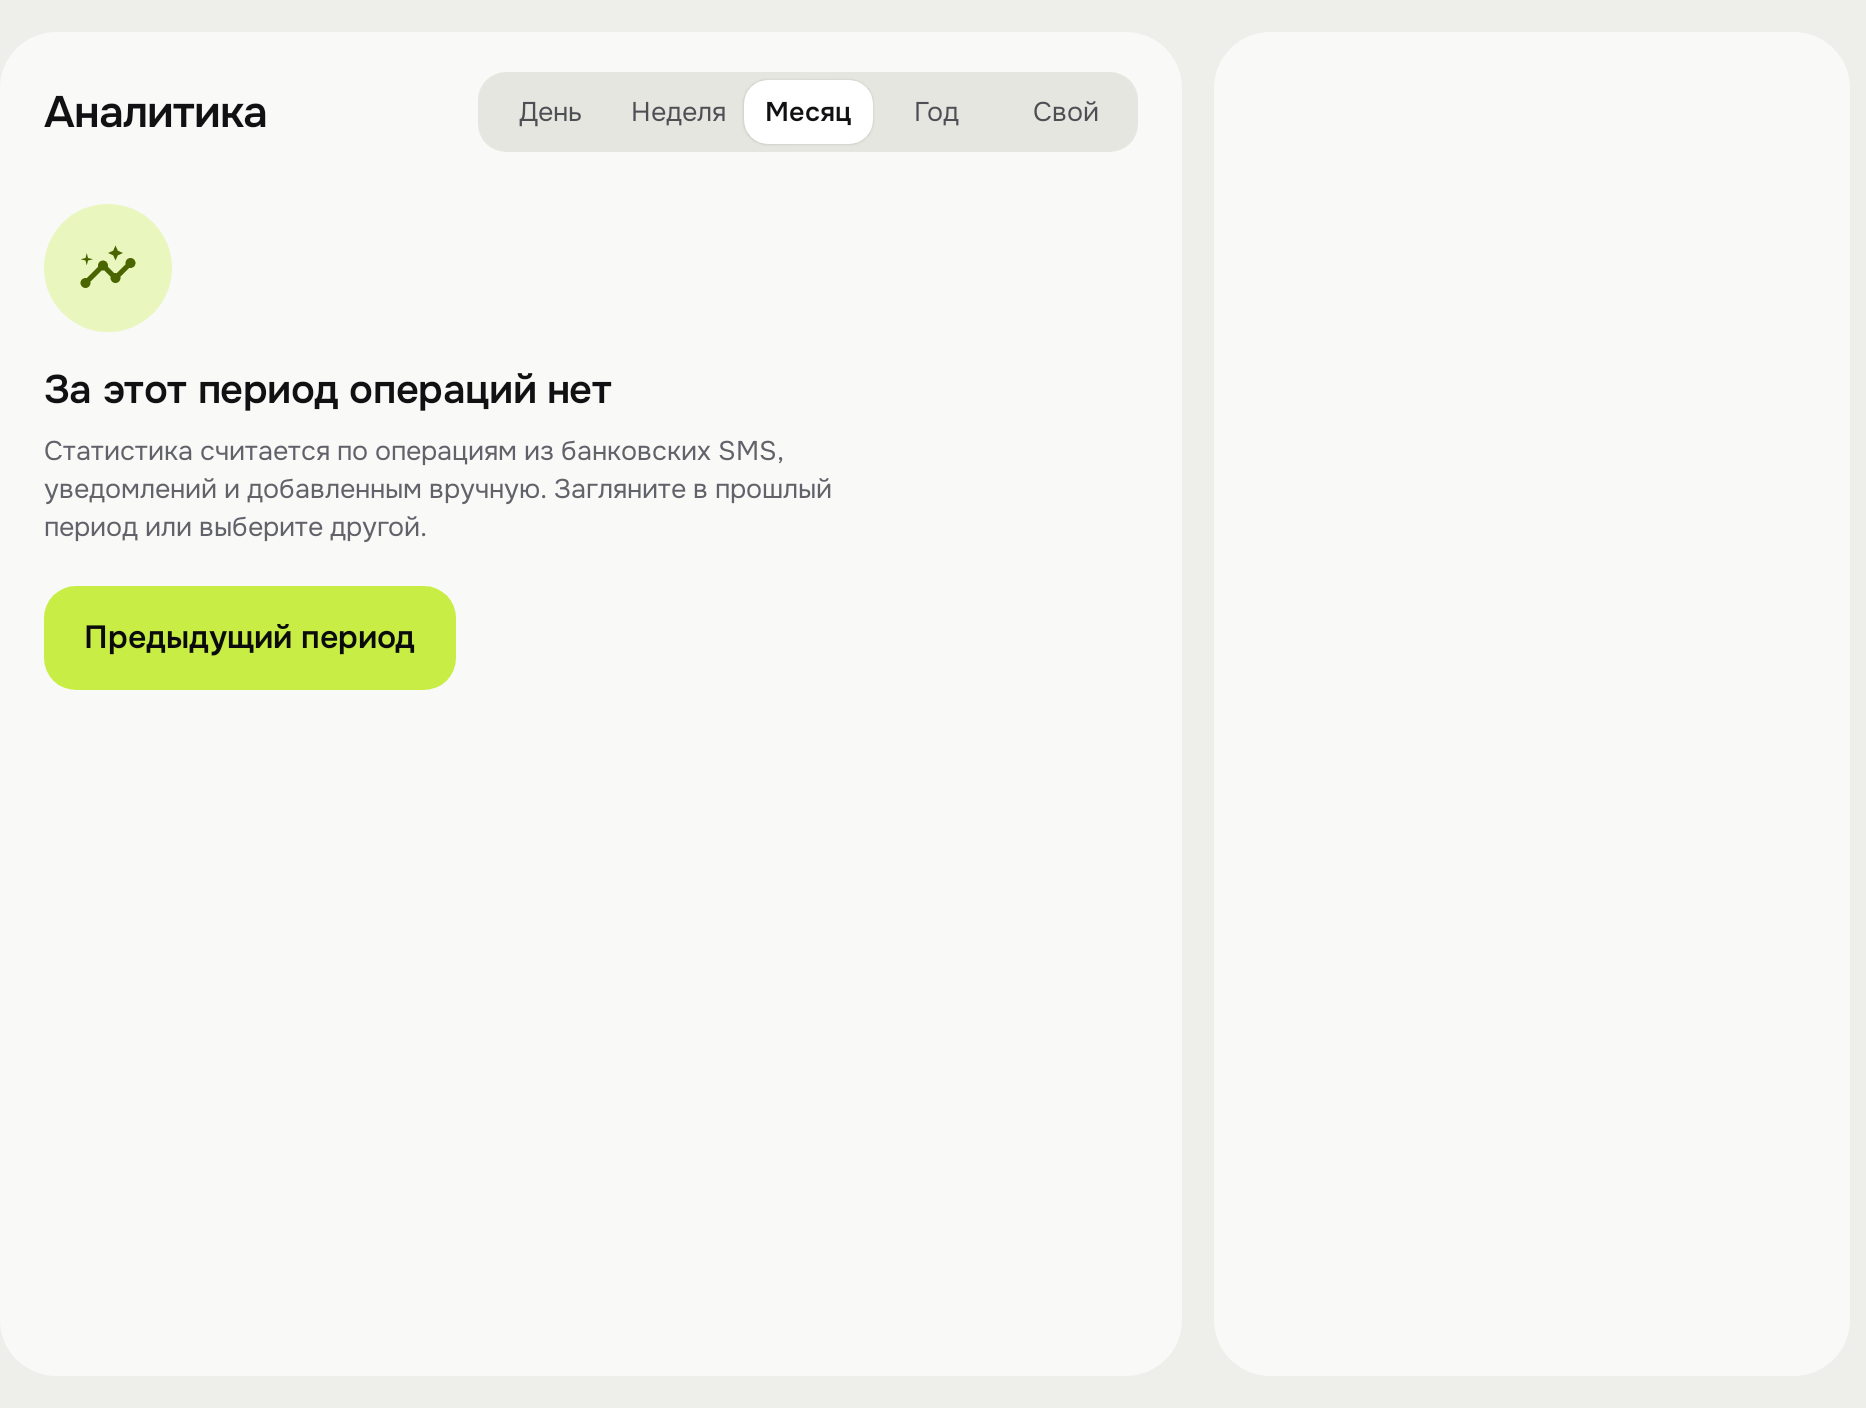 Аналитика
День Неделя Месяц Год Свой
За этот период операций нет
Статистика считается по операциям из банковских SMS,
уведомлений и добавленным вручную. Загляните в прошлый
период или выберите другой.
Предыдущий период